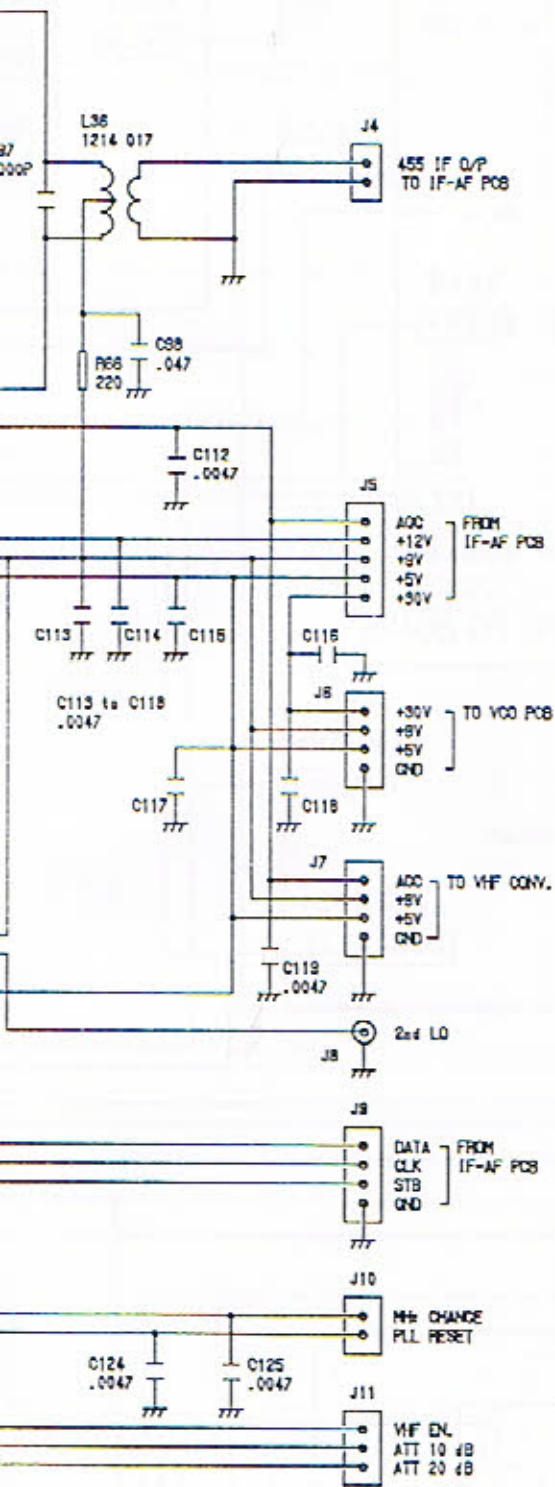 L36
1214 017
J4
455 IF O/P
TO IF-AF PCB
C98
.047
R66
220
C112
.0047
J5
AGC
+12V
+9V
+5V
+30V
FROM
IF-AF PCB
C113
C114
C115
C116
C113 to C118
.0047
J6
+30V
+9V
+5V
GND
TO VCO PCB
C117
C118
J7
AGC
+9V
+5V
GND
TO VHF CONV.
C119
.0047
J8
2nd LO
J9
DATA
CLK
STB
GND
FROM
IF-AF PCB
J10
MHz CHANGE
PLL RESET
C124
.0047
C125
.0047
J11
VHF EN.
ATT 10 dB
ATT 20 dB